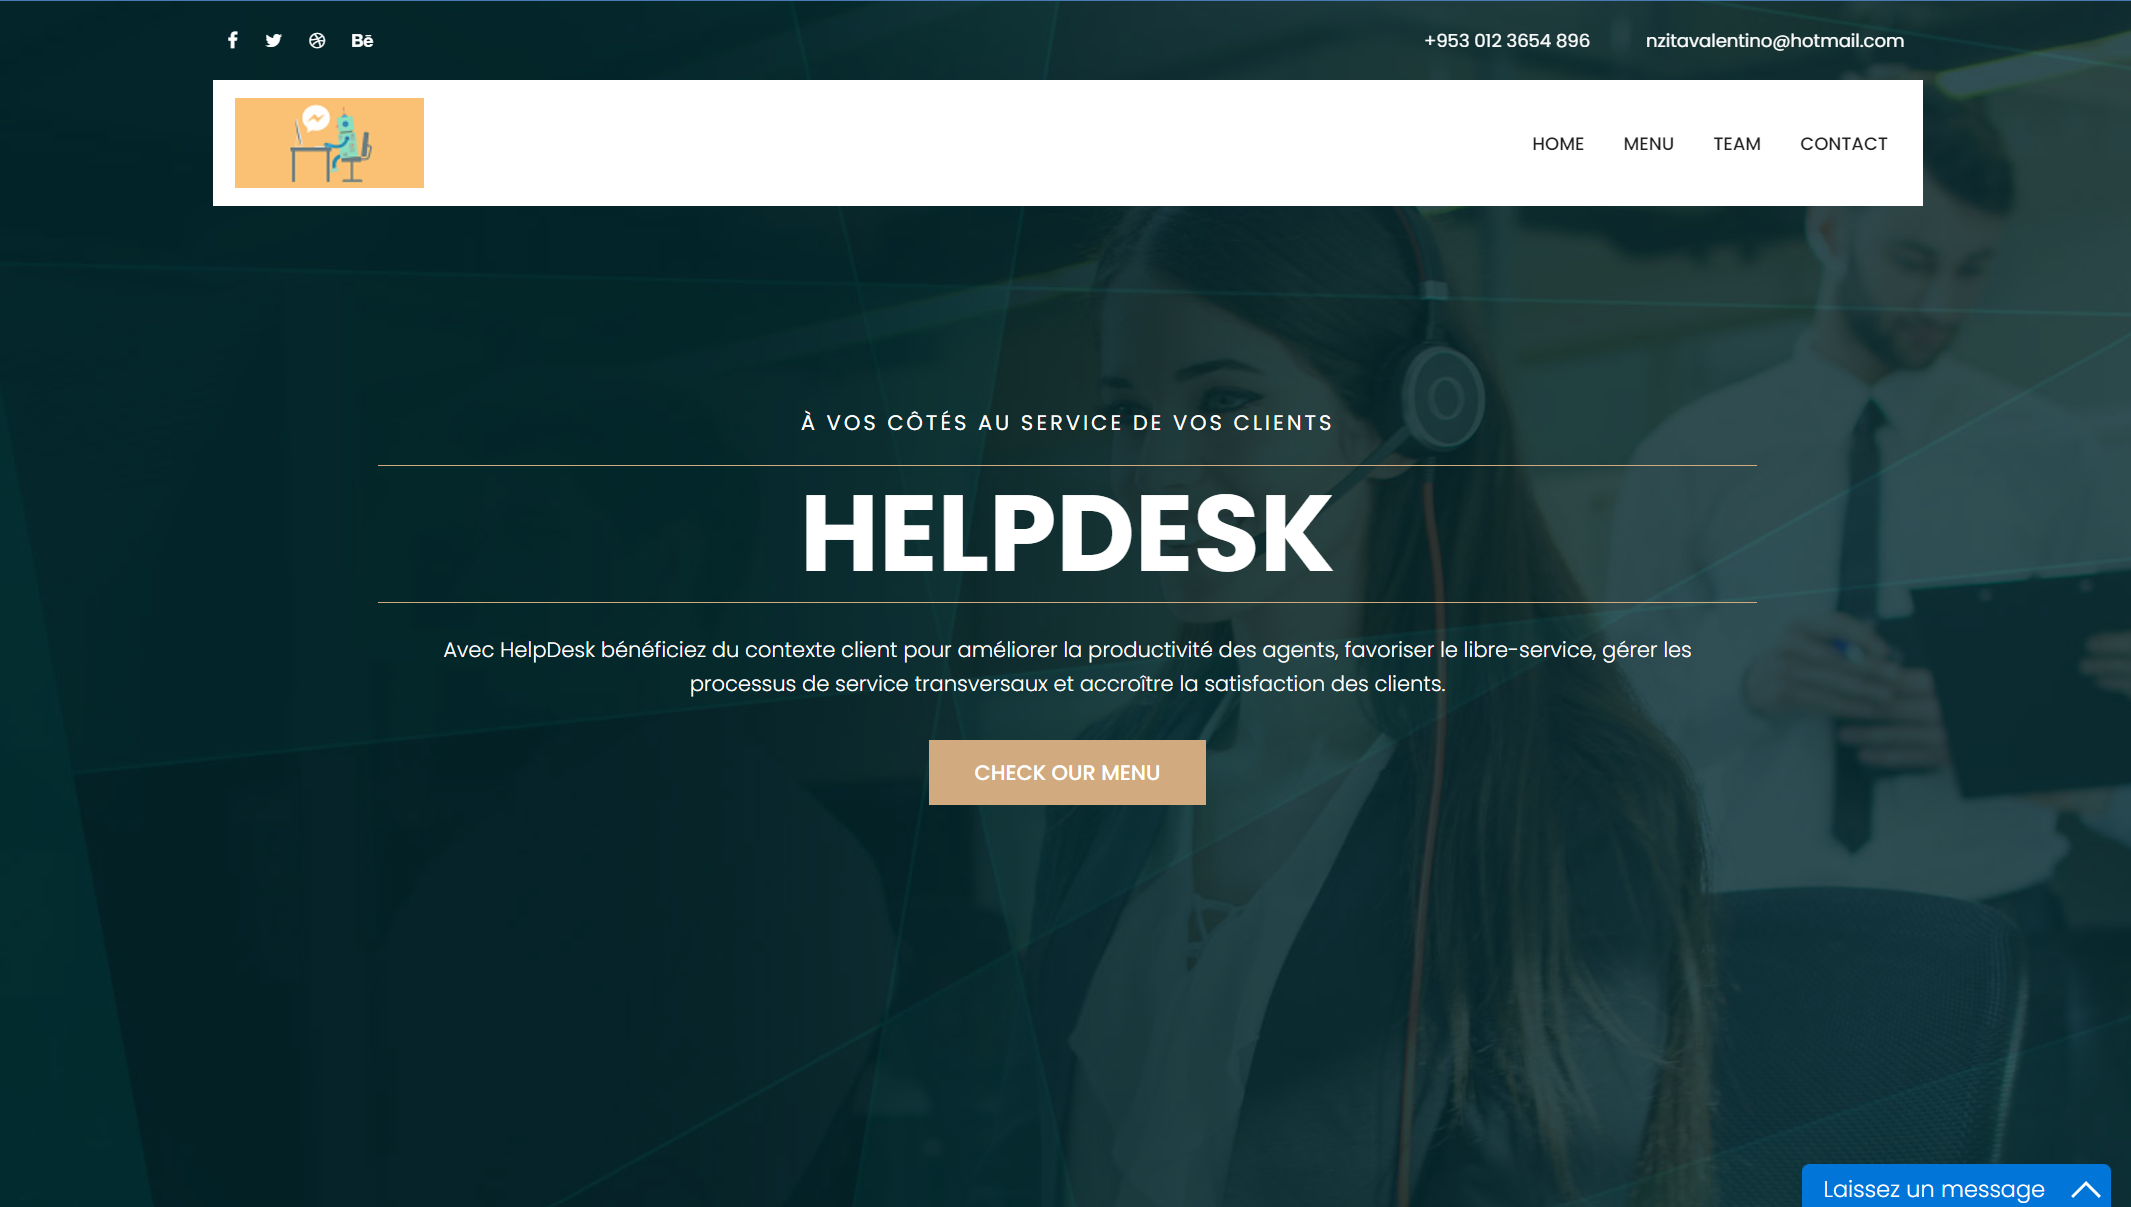 Bē
+953 012 3654 896
nzitavalentino@hotmail.com
HOME
MENU
TEAM
CONTACT
À VOS CÔTÉS AU SERVICE DE VOS CLIENTS
HELPDESK
Avec HelpDesk bénéficiez du contexte client pour améliorer la productivité des agents, favoriser le libre-service, gérer les
processus de service transversaux et accroître la satisfaction des clients.
CHECK OUR MENU
Laissez un message